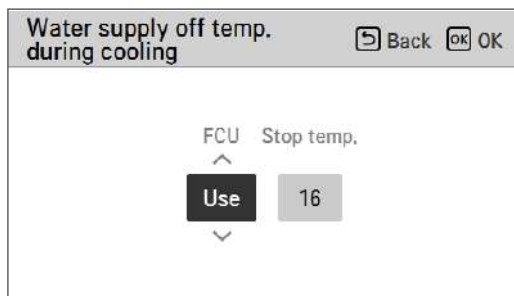 Water supply off temp.
during cooling
Back OK OK
FCU Stop temp.
Use 16